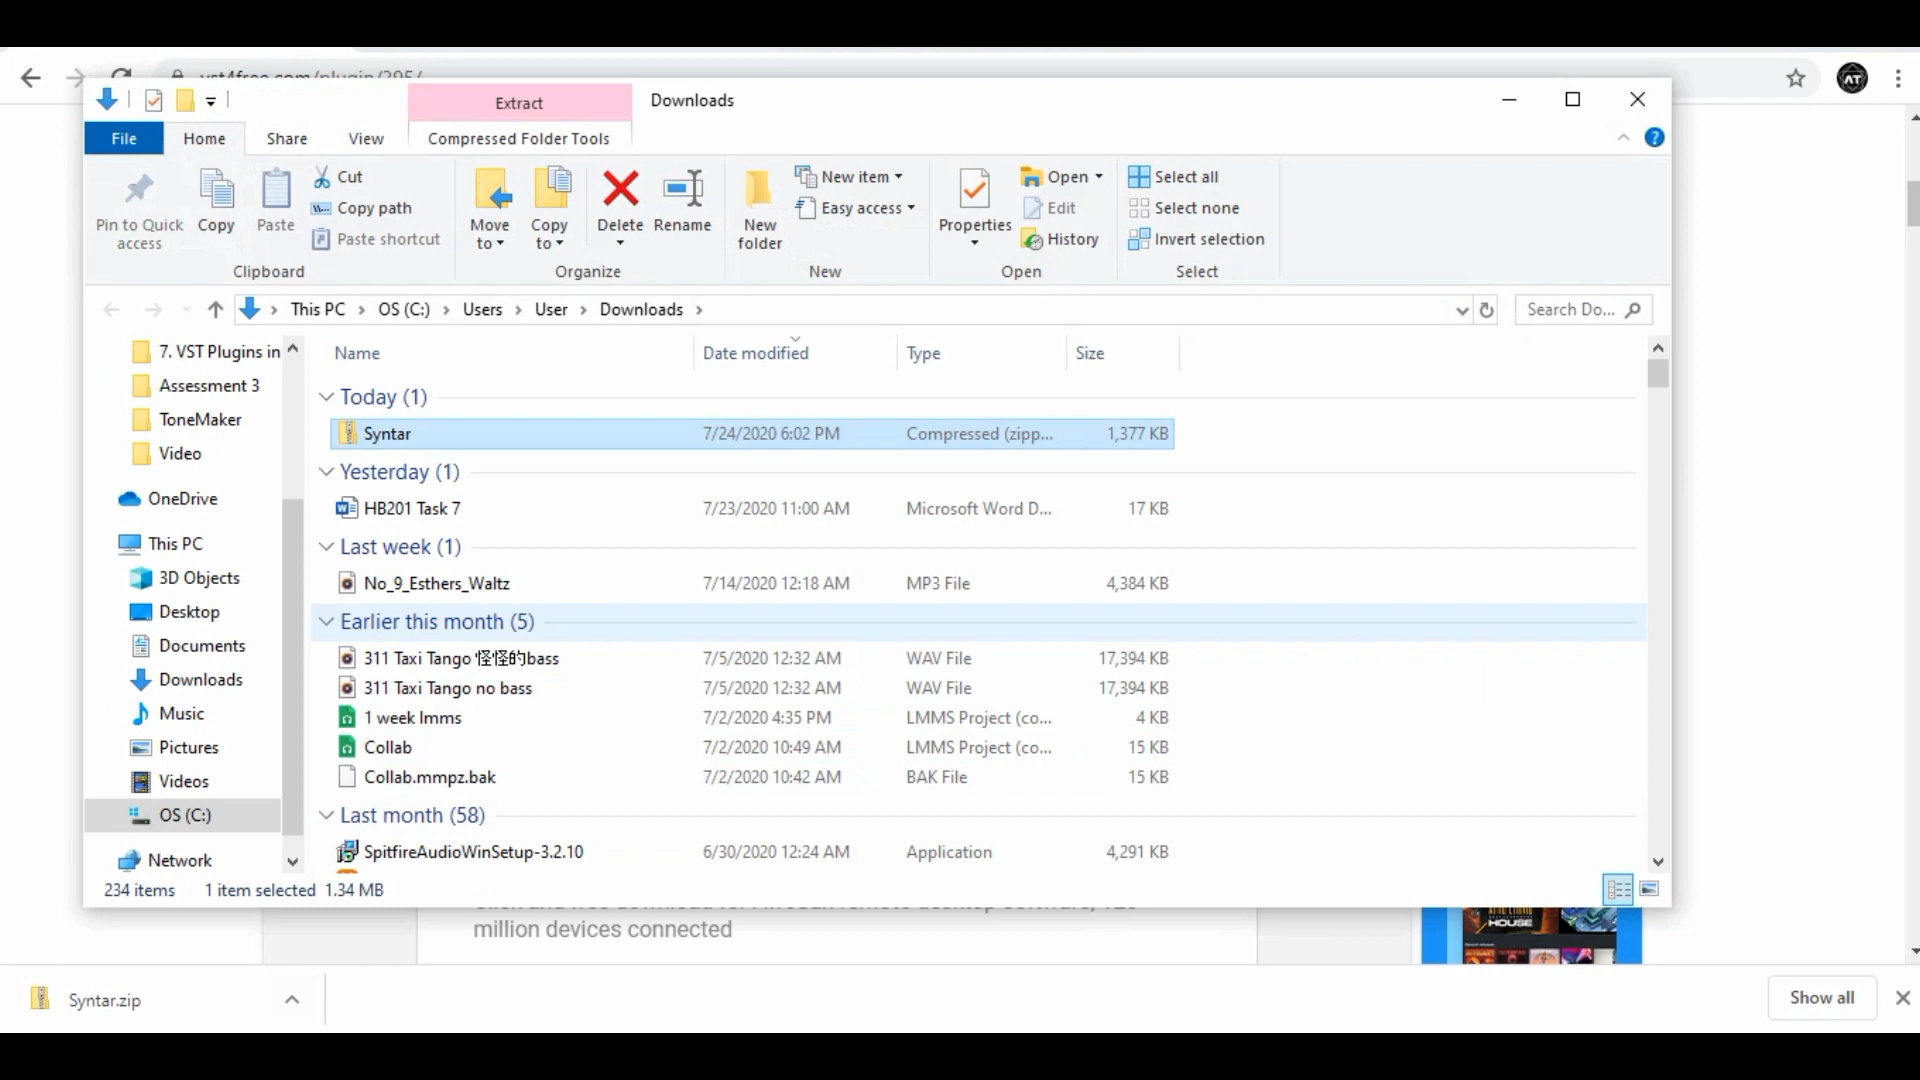 vst4free.com/plugin/395/
Extract
Downloads
File
Home
Share
View
Compressed Folder Tools
Pin to Quick access
Copy
Paste
Cut
Copy path
Paste shortcut
Clipboard
Move to
Copy to
Delete
Rename
Organize
New folder
New item
Easy access
New
Properties
Open
Edit
History
Open
Select all
Select none
Invert selection
Select
This PC > OS (C:) > Users > User > Downloads >
Search Do...
7. VST Plugins in
Assessment 3
ToneMaker
Video
OneDrive
This PC
3D Objects
Desktop
Documents
Downloads
Music
Pictures
Videos
OS (C:)
Network
Name Date modified Type Size
Today (1)
Syntar 7/24/2020 6:02 PM Compressed (zipp... 1,377 KB
Yesterday (1)
HB201 Task 7 7/23/2020 11:00 AM Microsoft Word D... 17 KB
Last week (1)
No_9_Esthers_Waltz 7/14/2020 12:18 AM MP3 File 4,384 KB
Earlier this month (5)
311 Taxi Tango 怪怪的bass 7/5/2020 12:32 AM WAV File 17,394 KB
311 Taxi Tango no bass 7/5/2020 12:32 AM WAV File 17,394 KB
1 week lmms 7/2/2020 4:35 PM LMMS Project (co... 4 KB
Collab 7/2/2020 10:49 AM LMMS Project (co... 15 KB
Collab.mmpz.bak 7/2/2020 10:42 AM BAK File 15 KB
Last month (58)
SpitfireAudioWinSetup-3.2.10 6/30/2020 12:24 AM Application 4,291 KB
234 items 1 item selected 1.34 MB
million devices connected
HOUSE
Syntar.zip
Show all